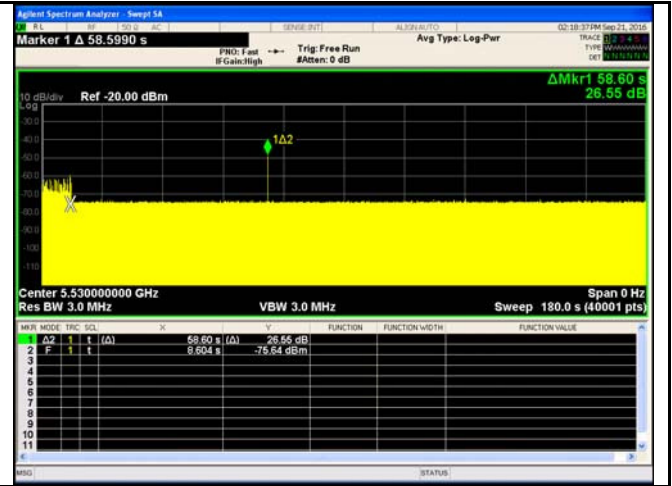 Agilent Spectrum Analyzer - Swept SA
RL RF 50 Ω AC SENSE:INT ALIGN AUTO 02:18:37 PM Sep 21, 2016
Marker 1 Δ 58.5990 s
Avg Type: Log-Pwr
TRACE 1 2 3 4 5 6
PNO: Fast Trig: Free Run
TYPE
IFGain:High #Atten: 0 dB
DET N N N N N N
ΔMkr1 58.60 s
10 dB/div Ref -20.00 dBm 26.55 dB
Log
-30.0
-40.0
1Δ2
-50.0
-60.0
-70.0
X
-80.0
-90.0
-100
-110
Center 5.530000000 GHz Span 0 Hz
Res BW 3.0 MHz VBW 3.0 MHz Sweep 180.0 s (40001 pts)
MKR MODE TRC SCL X Y FUNCTION FUNCTION WIDTH FUNCTION VALUE
1 Δ2 1 t (Δ) 58.60 s (Δ) 26.55 dB
2 F 1 t 8.604 s -75.64 dBm
3
4
5
6
7
8
9
10
11
MSG STATUS